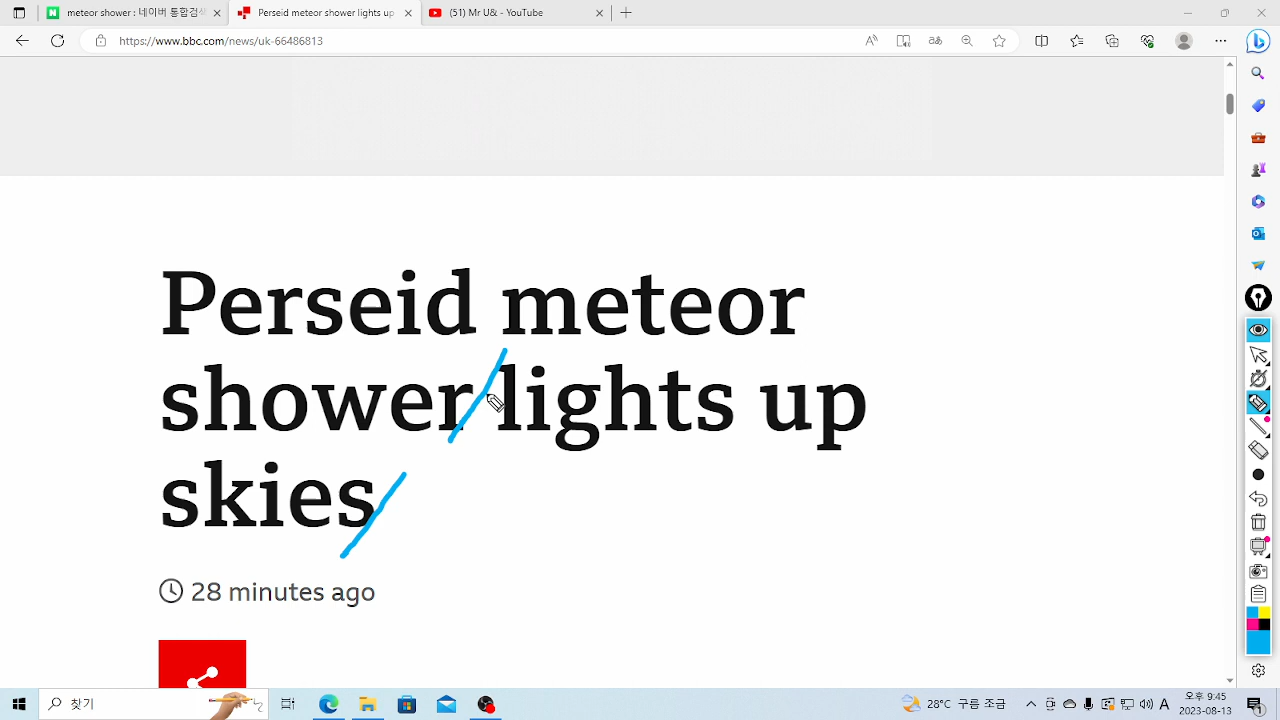 meteor shower : 네이버 통합검색
Perseid meteor shower lights up
(51) Mr U& - YouTube
https://www.bbc.com/news/uk-66486813
Perseid meteor
shower lights up
skies
28 minutes ago
찾기
28°C 구름 조금
A
오후 9:45
2023-08-13
1